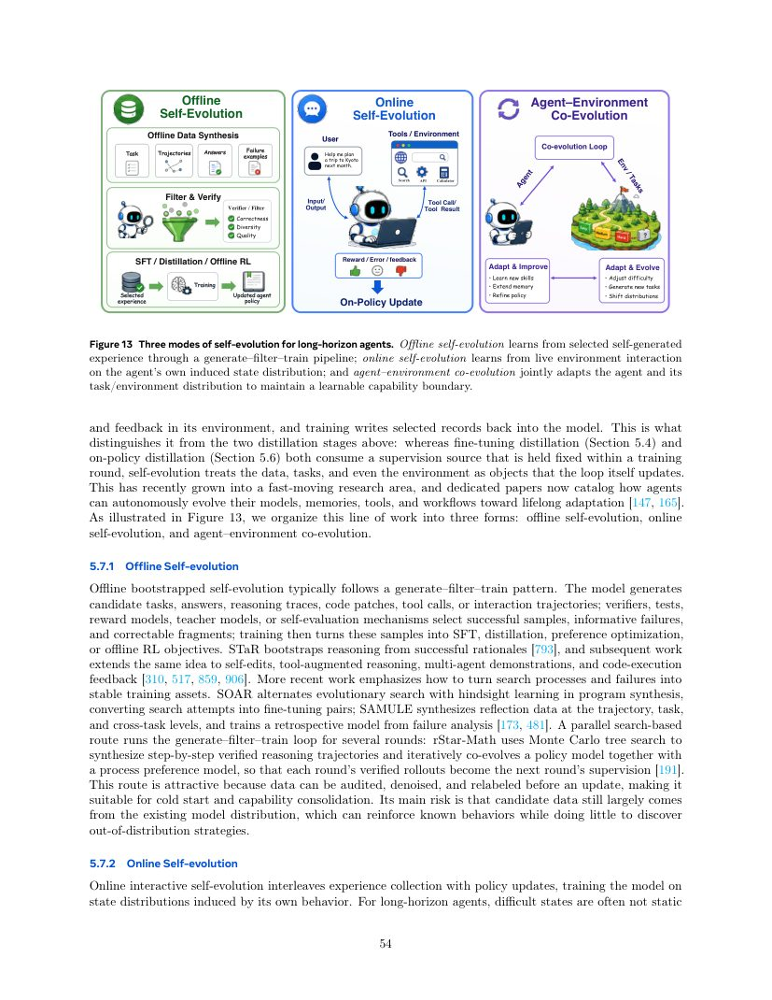 Offline
Self-Evolution
Offline Data Synthesis
Task
Trajectories
Answers
Failure
examples
Filter & Verify
Verifier / Filter
Correctness
Diversity
Quality
SFT / Distillation / Offline RL
Selected
experience
Training
Updated agent
policy
Online
Self-Evolution
User
Help me plan
a trip to Kyoto
next month.
Tools / Environment
Search
API
Calculator
Input/
Output
Tool Call/
Tool Result
Reward / Error / feedback
On-Policy Update
Agent–Environment
Co-Evolution
Co-evolution Loop
Agent
Env / Tasks
Hard
?
Adapt & Improve
• Learn new skills
• Extend memory
• Refine policy
Adapt & Evolve
• Adjust difficulty
• Generate new tasks
• Shift distributions
Figure 13 Three modes of self-evolution for long-horizon agents. Offline self-evolution learns from selected self-generated
experience through a generate–filter–train pipeline; online self-evolution learns from live environment interaction
on the agent's own induced state distribution; and agent–environment co-evolution jointly adapts the agent and its
task/environment distribution to maintain a learnable capability boundary.
and feedback in its environment, and training writes selected records back into the model. This is what
distinguishes it from the two distillation stages above: whereas fine-tuning distillation (Section 5.4) and
on-policy distillation (Section 5.6) both consume a supervision source that is held fixed within a training
round, self-evolution treats the data, tasks, and even the environment as objects that the loop itself updates.
This has recently grown into a fast-moving research area, and dedicated papers now catalog how agents
can autonomously evolve their models, memories, tools, and workflows toward lifelong adaptation [147, 165].
As illustrated in Figure 13, we organize this line of work into three forms: offline self-evolution, online
self-evolution, and agent–environment co-evolution.
5.7.1 Offline Self-evolution
Offline bootstrapped self-evolution typically follows a generate–filter–train pattern. The model generates
candidate tasks, answers, reasoning traces, code patches, tool calls, or interaction trajectories; verifiers, tests,
reward models, teacher models, or self-evaluation mechanisms select successful samples, informative failures,
and correctable fragments; training then turns these samples into SFT, distillation, preference optimization,
or offline RL objectives. STaR bootstraps reasoning from successful rationales [793], and subsequent work
extends the same idea to self-edits, tool-augmented reasoning, multi-agent demonstrations, and code-execution
feedback [310, 517, 859, 906]. More recent work emphasizes how to turn search processes and failures into
stable training assets. SOAR alternates evolutionary search with hindsight learning in program synthesis,
converting search attempts into fine-tuning pairs; SAMULE synthesizes reflection data at the trajectory, task,
and cross-task levels, and trains a retrospective model from failure analysis [173, 481]. A parallel search-based
route runs the generate–filter–train loop for several rounds: rStar-Math uses Monte Carlo tree search to
synthesize step-by-step verified reasoning trajectories and iteratively co-evolves a policy model together with
a process preference model, so that each round's verified rollouts become the next round's supervision [191].
This route is attractive because data can be audited, denoised, and relabeled before an update, making it
suitable for cold start and capability consolidation. Its main risk is that candidate data still largely comes
from the existing model distribution, which can reinforce known behaviors while doing little to discover
out-of-distribution strategies.
5.7.2 Online Self-evolution
Online interactive self-evolution interleaves experience collection with policy updates, training the model on
state distributions induced by its own behavior. For long-horizon agents, difficult states are often not static
54